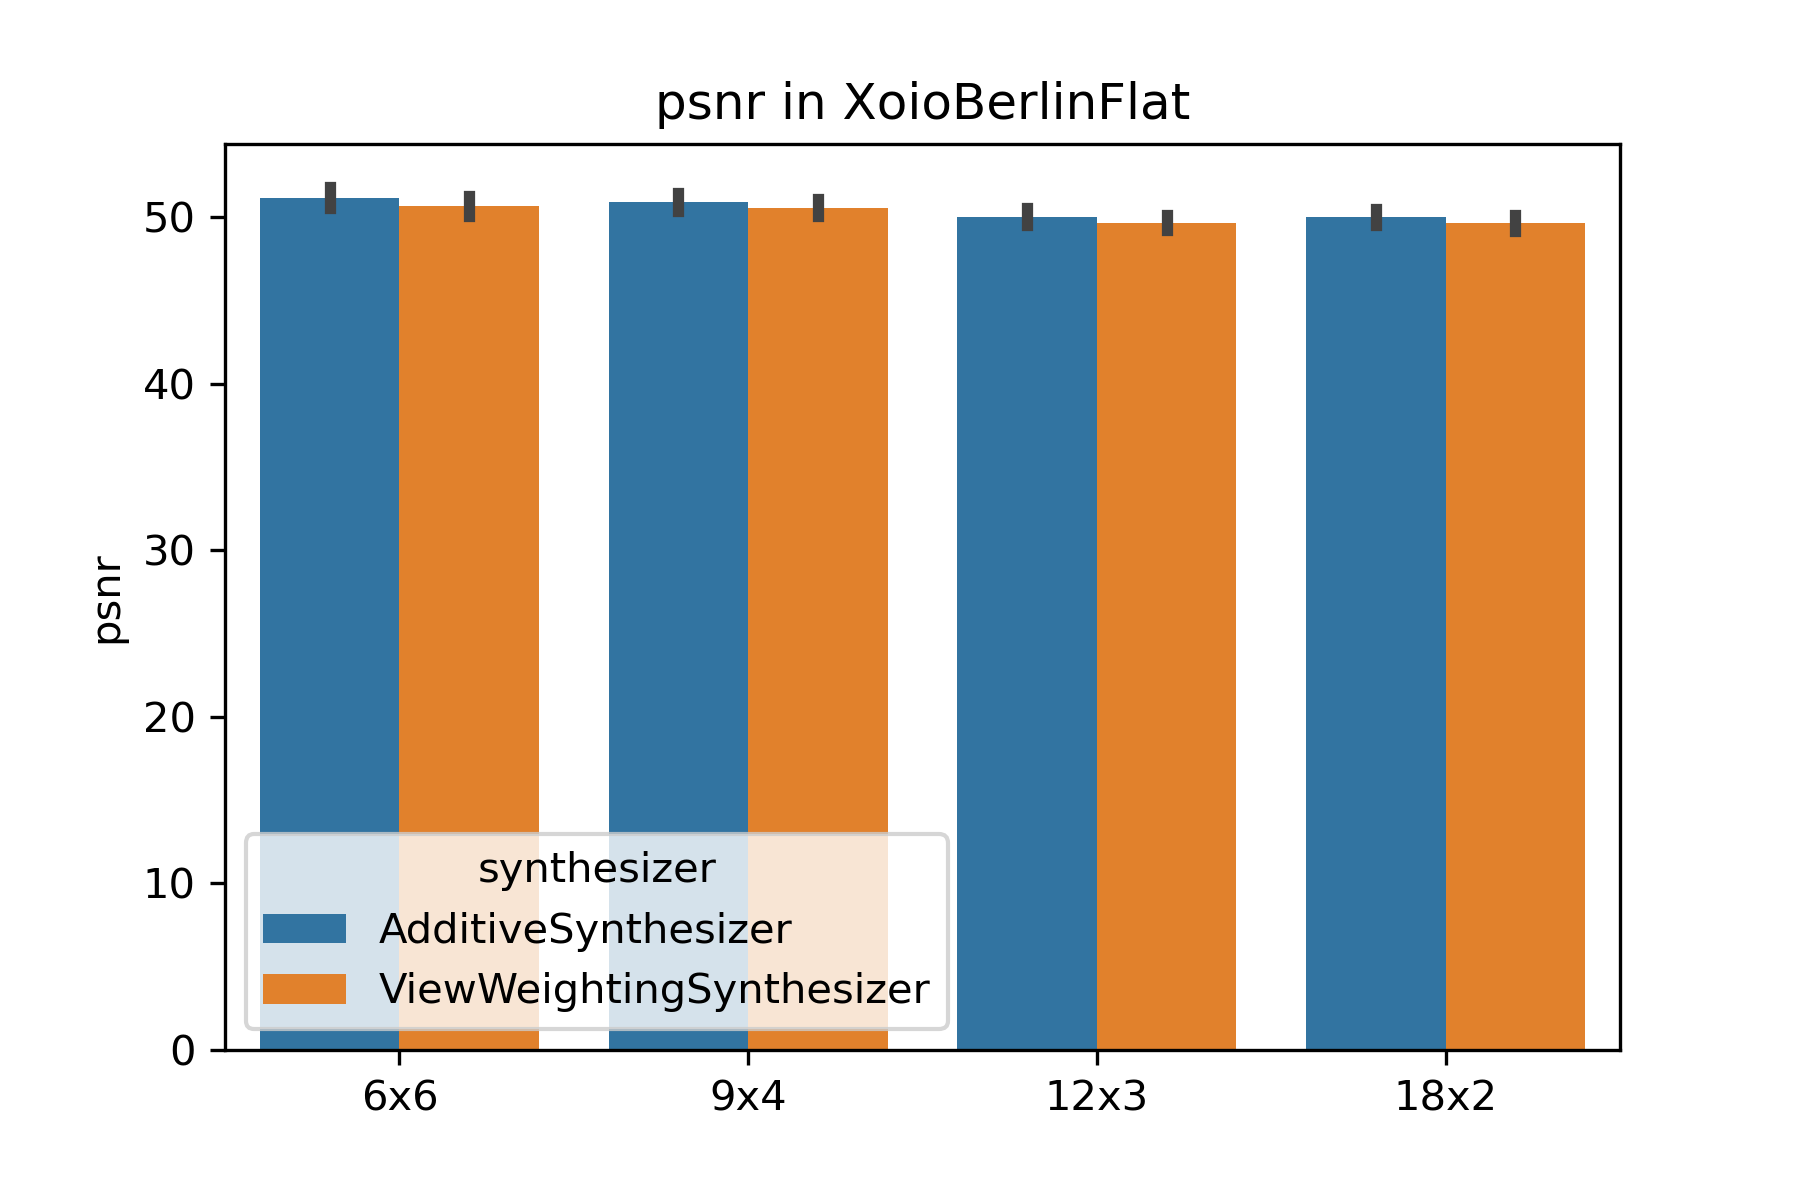 psnr in XoioBerlinFlat
psnr
50
40
30
20
10
0
synthesizer
AdditiveSynthesizer
ViewWeightingSynthesizer
6x6 9x4 12x3 18x2